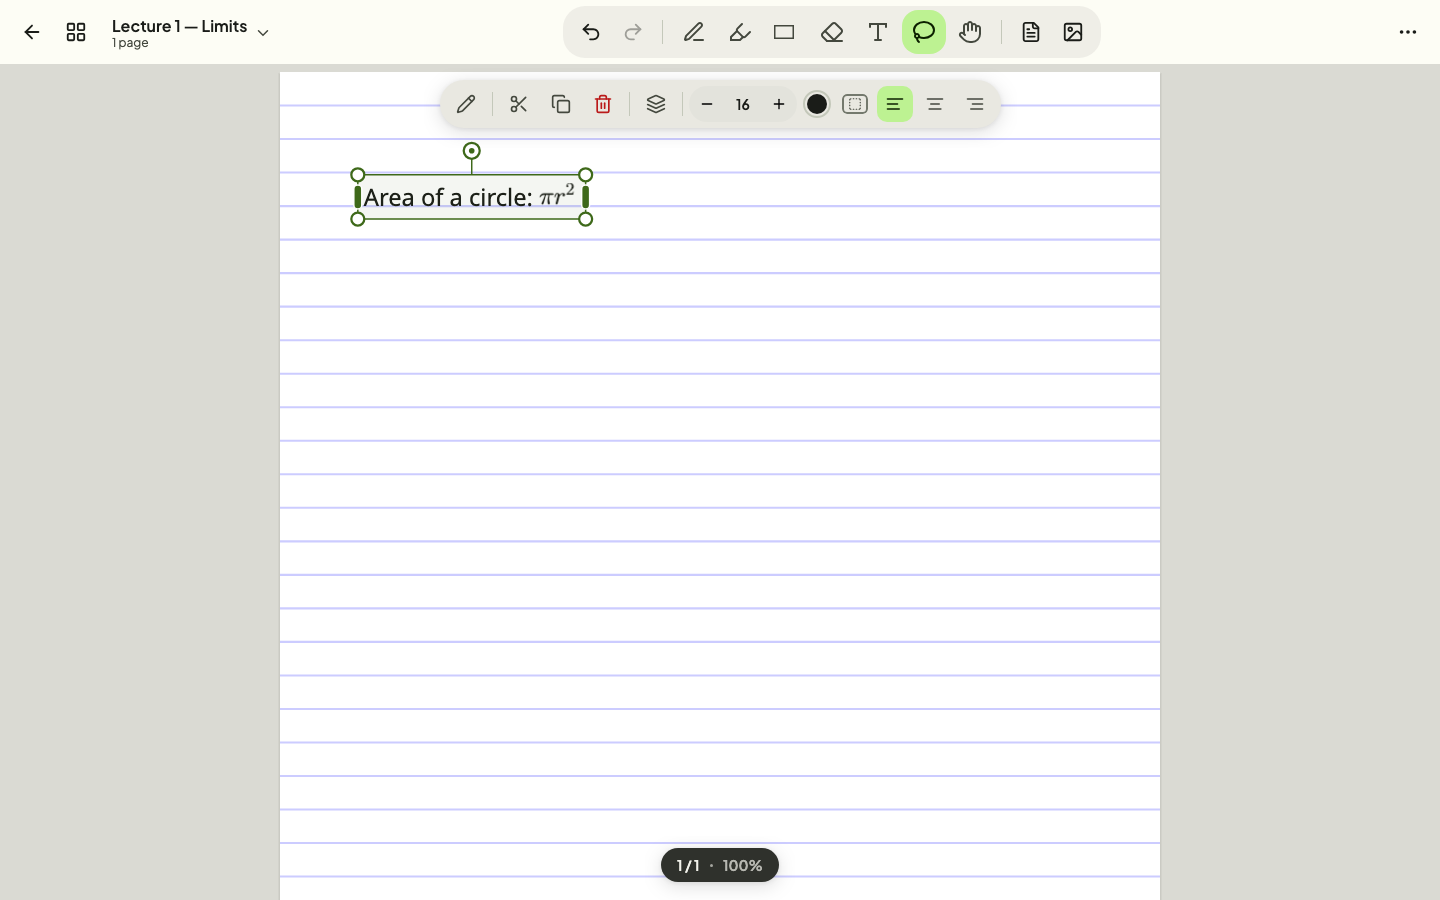 Lecture 1 — Limits
1 page
16
Area of a circle: πr²
1 / 1 · 100%